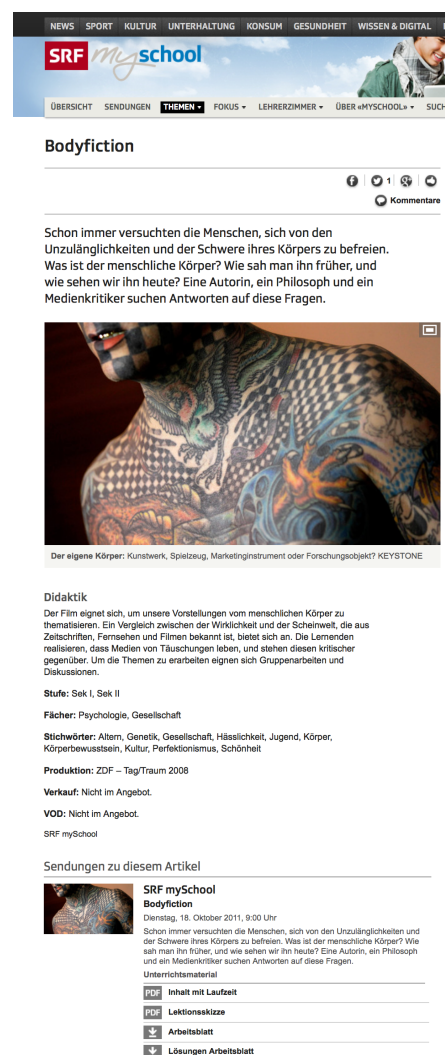 NEWS SPORT KULTUR UNTERHALTUNG KONSUM GESUNDHEIT WISSEN & DIGITAL
SRF my school
ÜBERSICHT SENDUNGEN THEMEN FOKUS LEHRERZIMMER ÜBER «MYSCHOOL» SUCH
Bodyfiction
1
Kommentare
Schon immer versuchten die Menschen, sich von den
Unzulänglichkeiten und der Schwere ihres Körpers zu befreien.
Was ist der menschliche Körper? Wie sah man ihn früher, und
wie sehen wir ihn heute? Eine Autorin, ein Philosoph und ein
Medienkritiker suchen Antworten auf diese Fragen.
Der eigene Körper: Kunstwerk, Spielzeug, Marketinginstrument oder Forschungsobjekt? KEYSTONE
Didaktik
Der Film eignet sich, um unsere Vorstellungen vom menschlichen Körper zu
thematisieren. Ein Vergleich zwischen der Wirklichkeit und der Scheinwelt, die aus
Zeitschriften, Fernsehen und Filmen bekannt ist, bietet sich an. Die Lernenden
realisieren, dass Medien von Täuschungen leben, und stehen diesen kritischer
gegenüber. Um die Themen zu erarbeiten eignen sich Gruppenarbeiten und
Diskussionen.
Stufe: Sek I, Sek II
Fächer: Psychologie, Gesellschaft
Stichwörter: Altern, Genetik, Gesellschaft, Hässlichkeit, Jugend, Körper,
Körperbewusstsein, Kultur, Perfektionismus, Schönheit
Produktion: ZDF – Tag/Traum 2008
Verkauf: Nicht im Angebot.
VOD: Nicht im Angebot.
SRF mySchool
Sendungen zu diesem Artikel
SRF mySchool
Bodyfiction
Dienstag, 18. Oktober 2011, 9:00 Uhr
Schon immer versuchten die Menschen, sich von den Unzulänglichkeiten und
der Schwere ihres Körpers zu befreien. Was ist der menschliche Körper? Wie
sah man ihn früher, und wie sehen wir ihn heute? Eine Autorin, ein Philosoph
und ein Medienkritiker suchen Antworten auf diese Fragen.
Unterrichtsmaterial
PDF Inhalt mit Laufzeit
PDF Lektionsskizze
Arbeitsblatt
Lösungen Arbeitsblatt